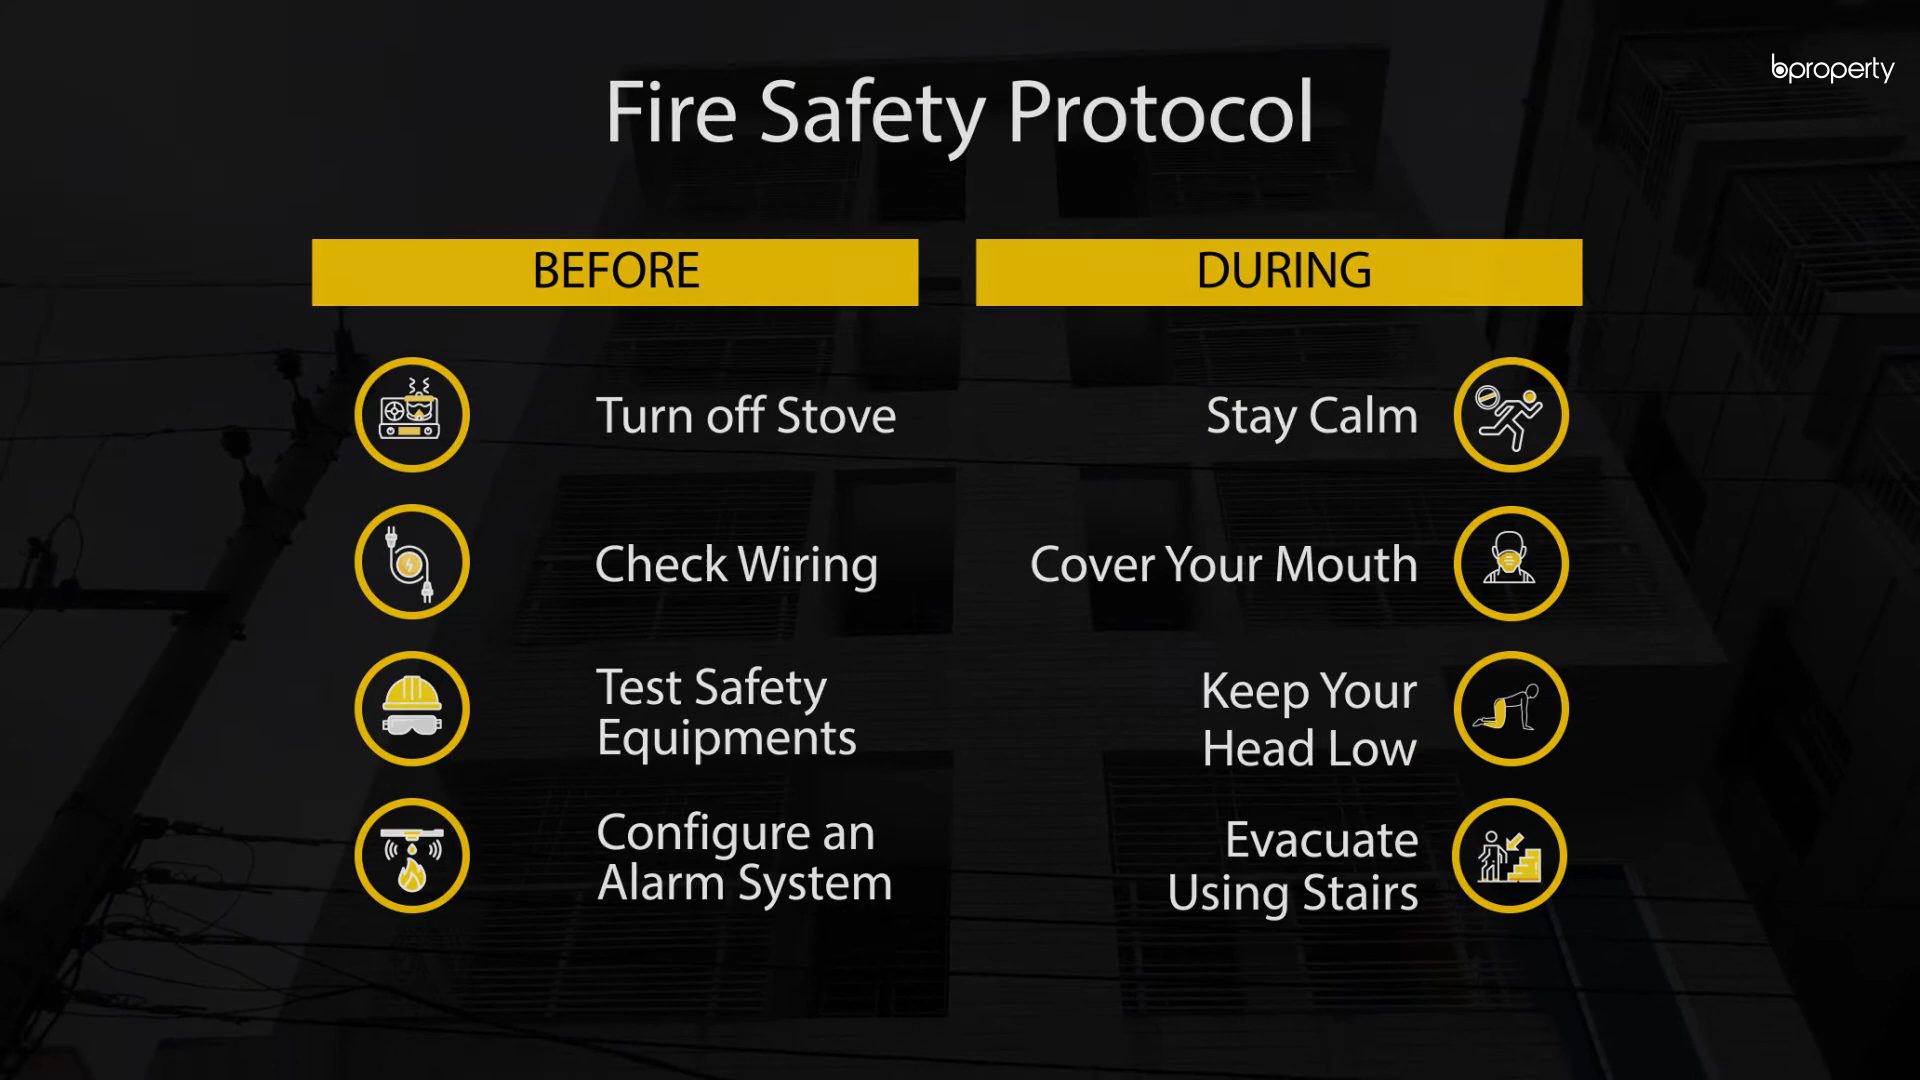 bproperty
Fire Safety Protocol
BEFORE
Turn off Stove
Check Wiring
Test Safety
Equipments
Configure an
Alarm System
DURING
Stay Calm
Cover Your Mouth
Keep Your
Head Low
Evacuate
Using Stairs